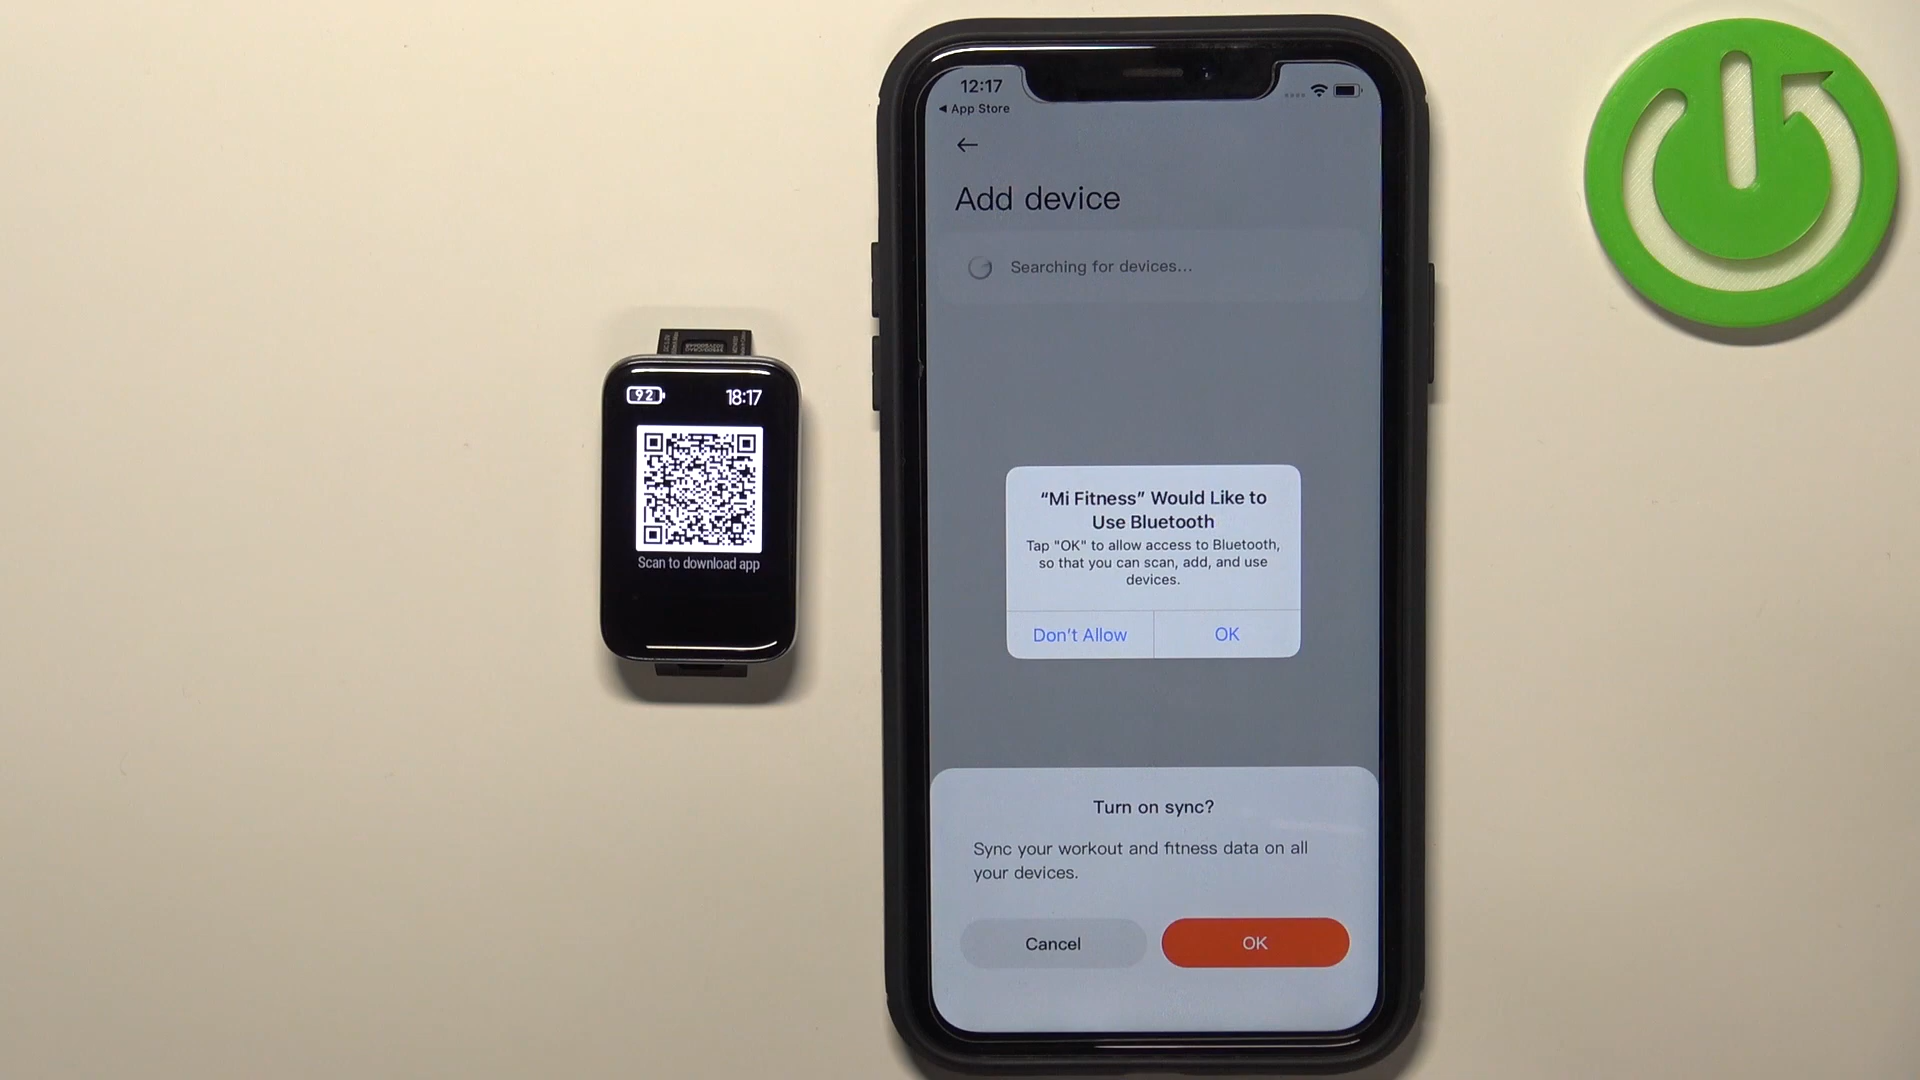 92
18:17
Scan to download app
12:17
App Store
Add device
Searching for devices...
“Mi Fitness” Would Like to
Use Bluetooth
Tap "OK" to allow access to Bluetooth,
so that you can scan, add, and use
devices.
Don’t Allow
OK
Turn on sync?
Sync your workout and fitness data on all
your devices.
Cancel
OK